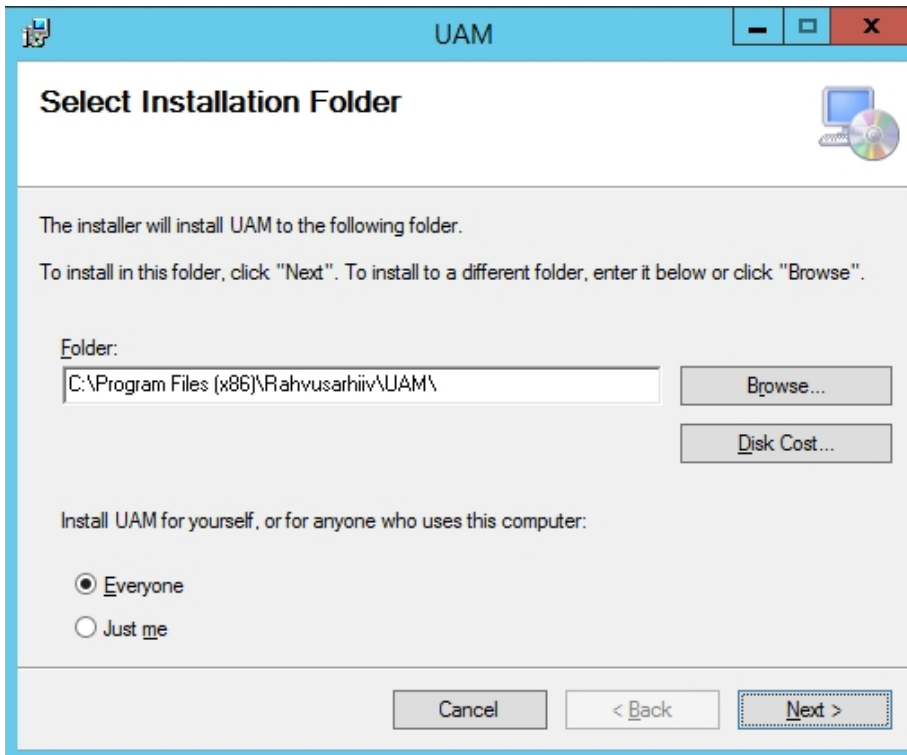 UAM
Select Installation Folder
The installer will install UAM to the following folder.
To install in this folder, click "Next". To install to a different folder, enter it below or click "Browse".
Folder:
C:\Program Files (x86)\Rahvusarhiiv\UAM\
Browse...
Disk Cost...
Install UAM for yourself, or for anyone who uses this computer:
Everyone
Just me
Cancel
< Back
Next >